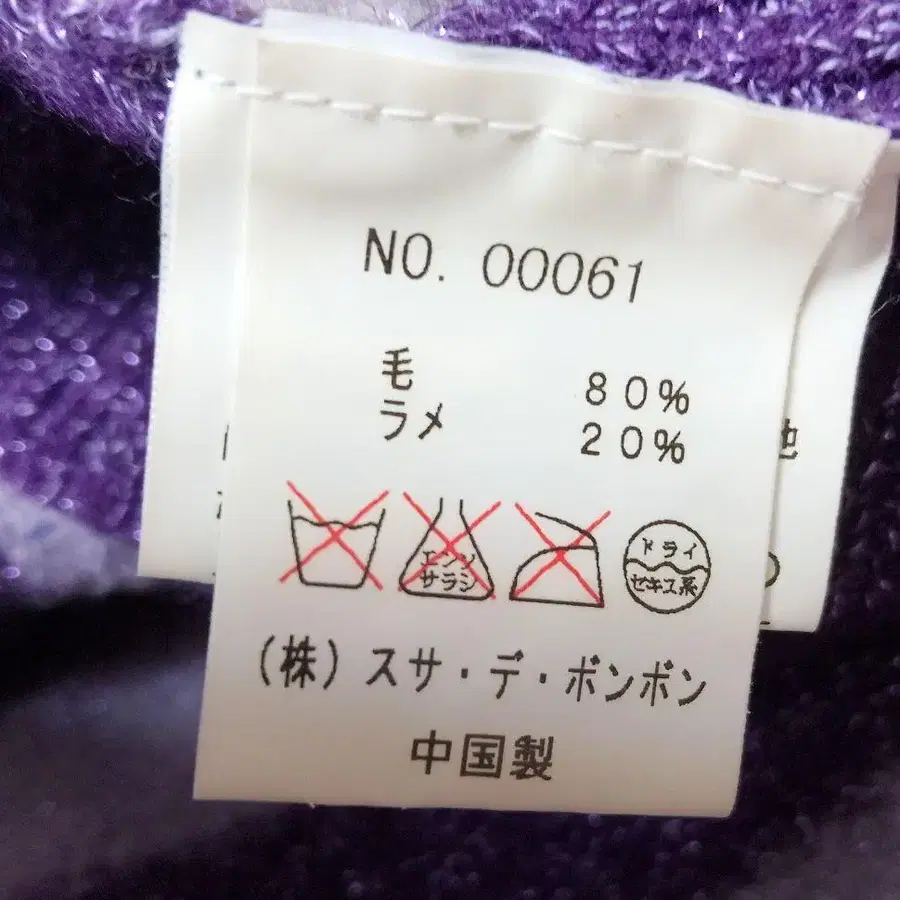 NO. 00061
毛 80%
ラメ 20%
エンソ
サラシ
ドライ
セキユ系
(株)スサ・デ・ボンボン
中国製
地